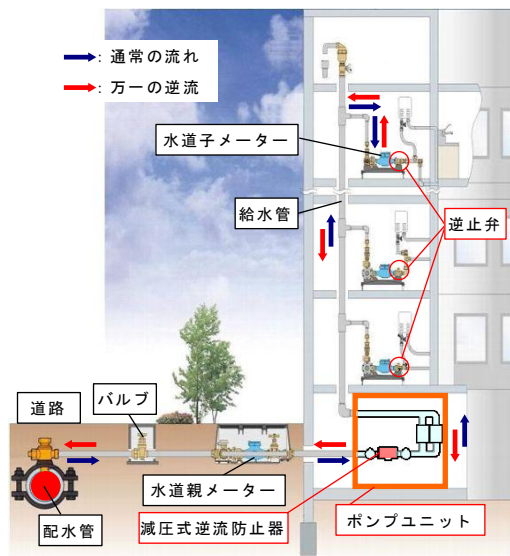 : 通常の流れ
: 万一の逆流
水道子メーター
給水管
逆止弁
道路
バルブ
水道親メーター
配水管
減圧式逆流防止器
ポンプユニット